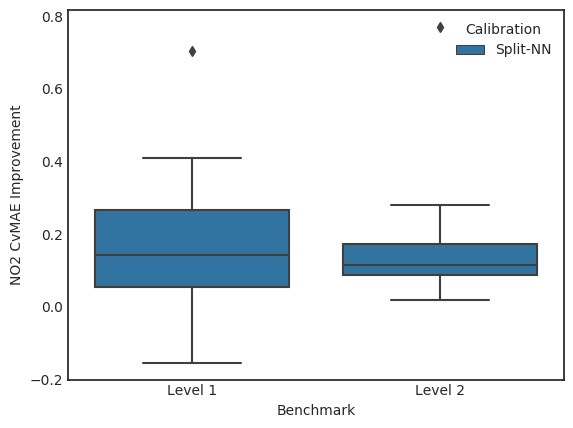 0.8
0.6
0.4
0.2
0.0
−0.2
NO2 CvMAE Improvement
Calibration
Split-NN
Level 1
Level 2
Benchmark